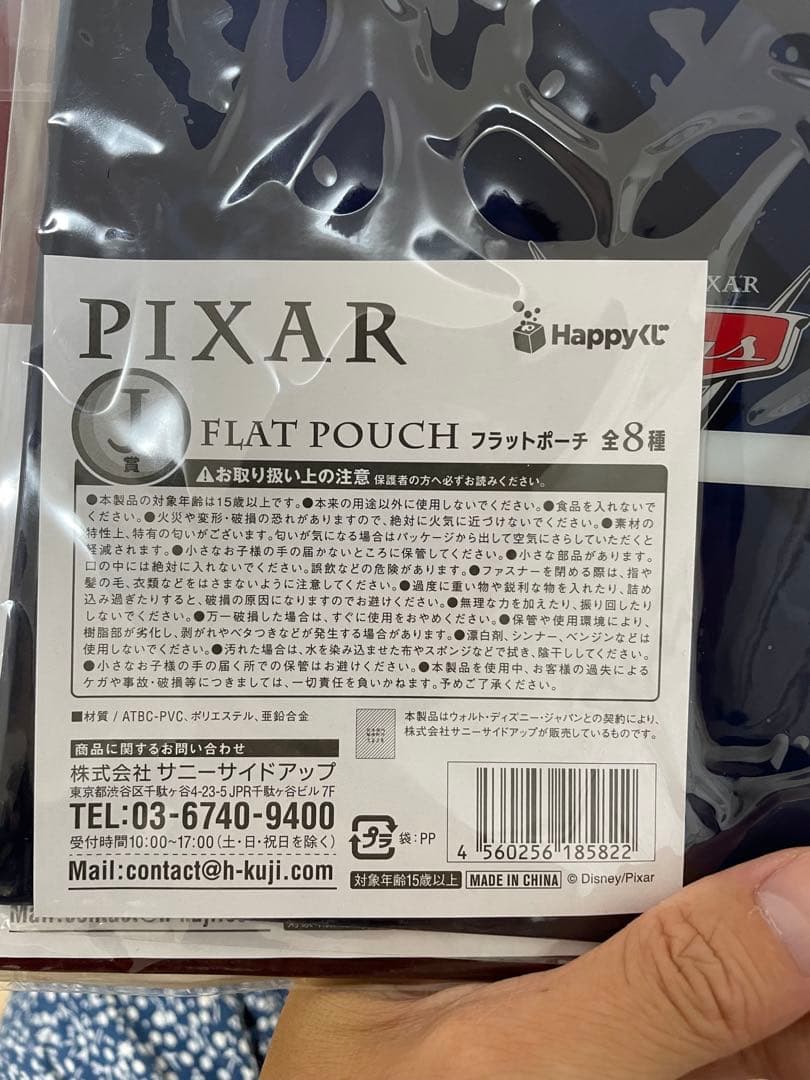 PIXAR
Happyくじ
XAR
J
賞
FLAT POUCH フラットポーチ 全8種
⚠お取り扱い上の注意 保護者の方へ必ずお読みください。
●本製品の対象年齢は15歳以上です。●本来の用途以外に使用しないでください。●食品を入れないで
ください。●火災や変形・破損の恐れがありますので、絶対に火気に近づけないでください。●素材の
特性上、特有の匂いがございます。匂いが気になる場合はパッケージから出して空気にさらしていただくと
軽減されます。●小さなお子様の手の届かないところに保管してください。●小さな部品があります。
口の中には絶対に入れないでください。誤飲などの危険があります。●ファスナーを閉める際は、指や
髪の毛、衣類などをはさまないように注意してください。●過度に重い物や鋭利な物を入れたり、詰め
込み過ぎたりすると、破損の原因になりますのでお避けください。●無理な力を加えたり、振り回したり
しないでください。●万一破損した場合は、すぐに使用をおやめください。●保管や使用環境により、
樹脂部が劣化し、剥がれやベタつきなどが発生する場合があります。●漂白剤、シンナー、ベンジンなどは
使用しないでください。●汚れた場合は、水を染み込ませた布やスポンジなどで拭き、陰干ししてください。
●小さなお子様の手の届く所での保管はお避けください。●本製品を使用中、お客様の過失による
ケガや事故・破損等につきましては、一切責任を負いかねます。予めご了承ください。
■材質 / ATBC-PVC、ポリエステル、亜鉛合金
本製品はウォルト・ディズニー・ジャパンとの契約により、
株式会社サニーサイドアップが販売しているものです。
商品に関するお問い合わせ
株式会社 サニーサイドアップ
東京都渋谷区千駄ヶ谷4-23-5 JPR千駄ヶ谷ビル 7F
TEL:03-6740-9400
受付時間10:00~17:00(土・日・祝日を除く)
Mail:contact@h-kuji.com
プラ 袋:PP
4 560256 185822
対象年齢15歳以上 MADE IN CHINA © Disney/Pixar